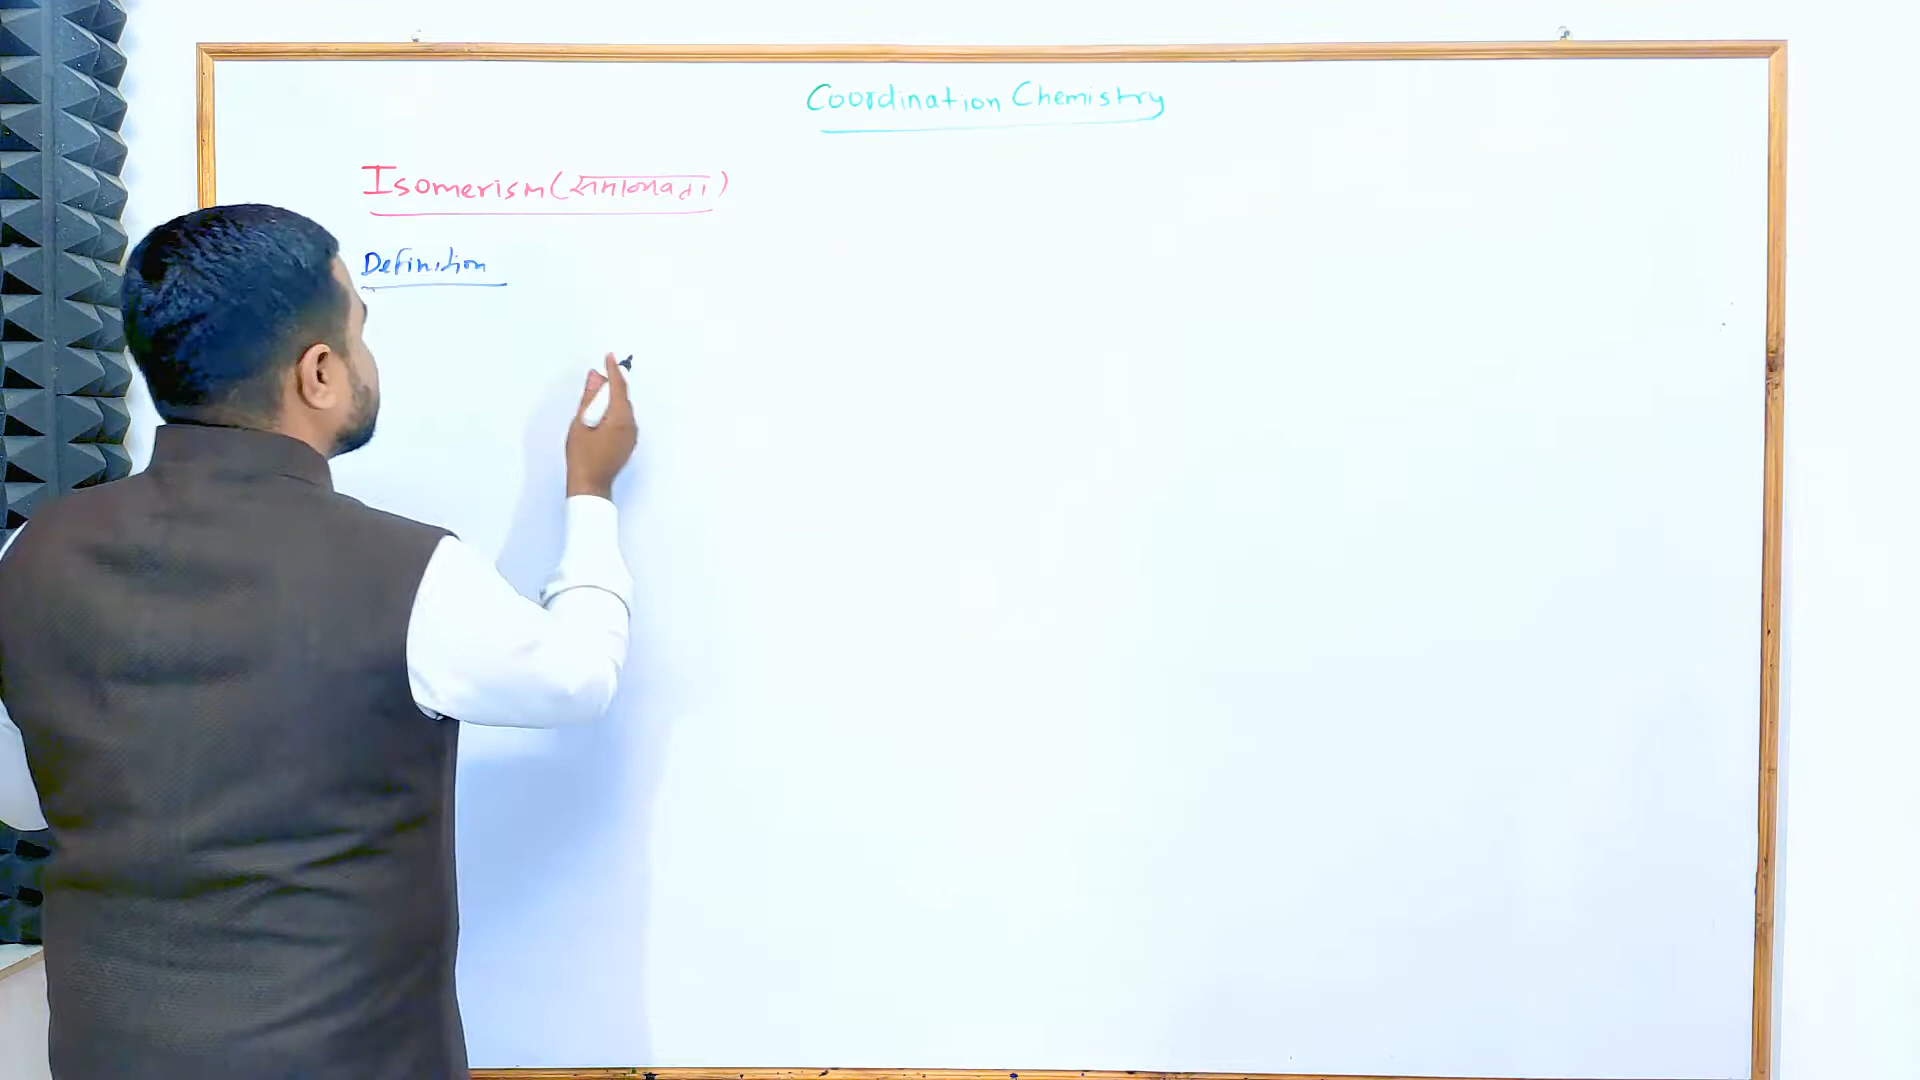 Coordination Chemistry
Isomerism (समावयवता)
Definition